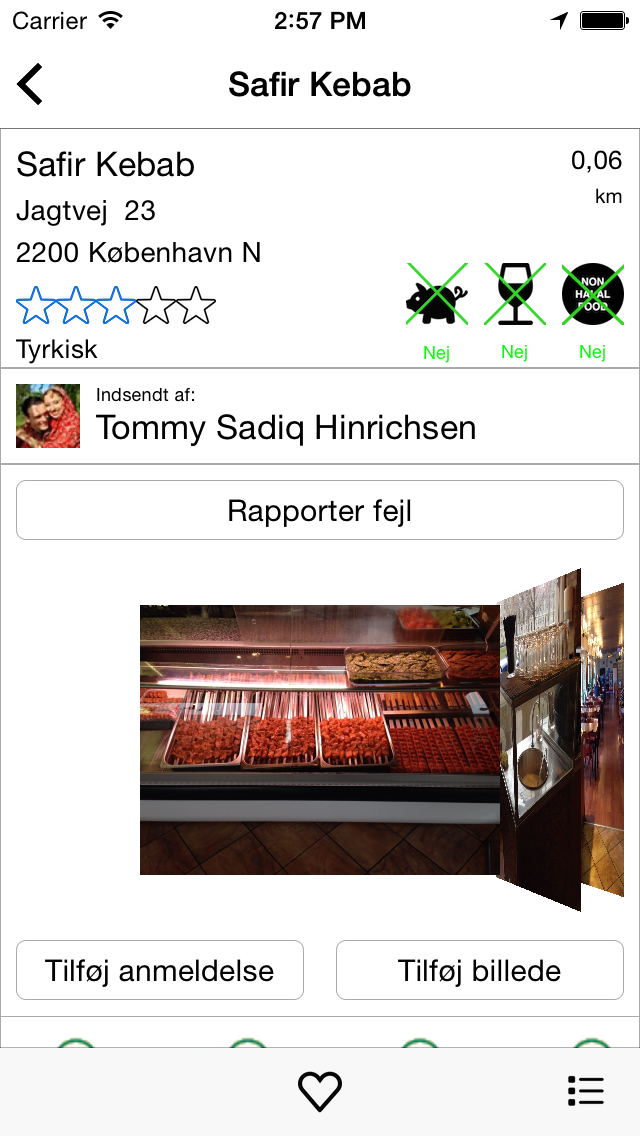 Carrier 2:57 PM
Safir Kebab
Safir Kebab
0,06
km
Jagtvej 23
2200 København N
NON
HALAL
FOOD
Tyrkisk
Nej Nej Nej
Indsendt af:
Tommy Sadiq Hinrichsen
Rapporter fejl
Tilføj anmeldelse
Tilføj billede